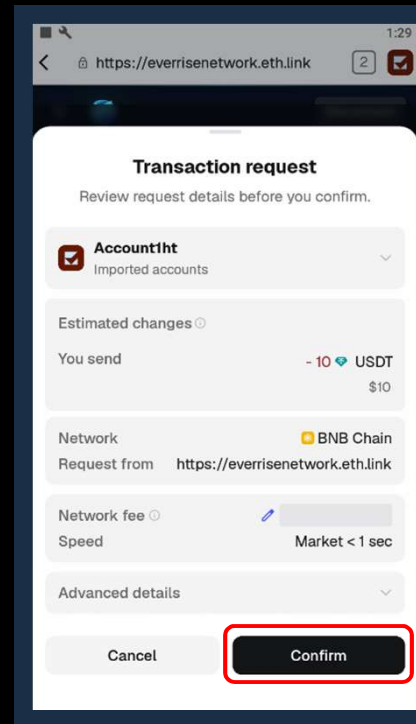 1:29
https://everrisenetwork.eth.link 2
Transaction request
Review request details before you confirm.
Account1ht
Imported accounts
Estimated changes
You send - 10 USDT
$10
Network BNB Chain
Request from https://everrisenetwork.eth.link
Network fee
Speed Market < 1 sec
Advanced details
Cancel Confirm